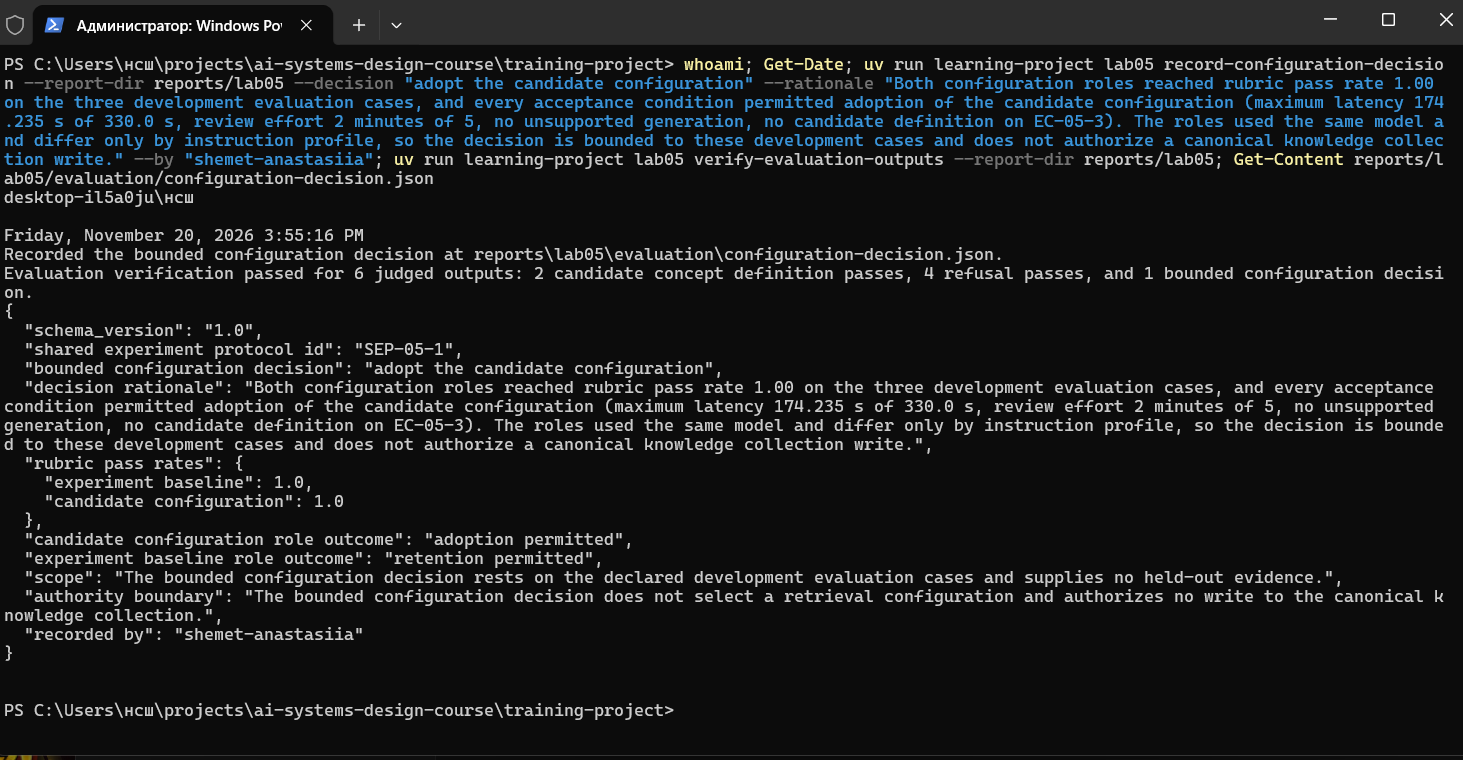 Администратор: Windows Po
PS C:\Users\нсш\projects\ai-systems-design-course\training-project> whoami; Get-Date; uv run learning-project lab05 record-configuration-decisio
n --report-dir reports/lab05 --decision "adopt the candidate configuration" --rationale "Both configuration roles reached rubric pass rate 1.00
on the three development evaluation cases, and every acceptance condition permitted adoption of the candidate configuration (maximum latency 174
.235 s of 330.0 s, review effort 2 minutes of 5, no unsupported generation, no candidate definition on EC-05-3). The roles used the same model a
nd differ only by instruction profile, so the decision is bounded to these development cases and does not authorize a canonical knowledge collec
tion write." --by "shemet-anastasiia"; uv run learning-project lab05 verify-evaluation-outputs --report-dir reports/lab05; Get-Content reports/l
ab05/evaluation/configuration-decision.json
desktop-il5a0ju\нсш
Friday, November 20, 2026 3:55:16 PM
Recorded the bounded configuration decision at reports\lab05\evaluation\configuration-decision.json.
Evaluation verification passed for 6 judged outputs: 2 candidate concept definition passes, 4 refusal passes, and 1 bounded configuration decisi
on.
{
  "schema_version": "1.0",
  "shared experiment protocol id": "SEP-05-1",
  "bounded configuration decision": "adopt the candidate configuration",
  "decision rationale": "Both configuration roles reached rubric pass rate 1.00 on the three development evaluation cases, and every acceptance
condition permitted adoption of the candidate configuration (maximum latency 174.235 s of 330.0 s, review effort 2 minutes of 5, no unsupported
generation, no candidate definition on EC-05-3). The roles used the same model and differ only by instruction profile, so the decision is bounde
d to these development cases and does not authorize a canonical knowledge collection write.",
  "rubric pass rates": {
    "experiment baseline": 1.0,
    "candidate configuration": 1.0
  },
  "candidate configuration role outcome": "adoption permitted",
  "experiment baseline role outcome": "retention permitted",
  "scope": "The bounded configuration decision rests on the declared development evaluation cases and supplies no held-out evidence.",
  "authority boundary": "The bounded configuration decision does not select a retrieval configuration and authorizes no write to the canonical k
nowledge collection.",
  "recorded by": "shemet-anastasiia"
}
PS C:\Users\нсш\projects\ai-systems-design-course\training-project>